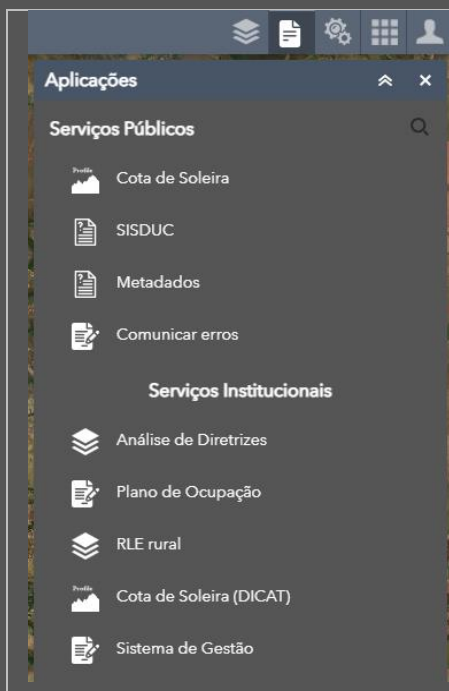 Aplicações
Serviços Públicos
Profile
Cota de Soleira
SISDUC
Metadados
Comunicar erros
Serviços Institucionais
Análise de Diretrizes
Plano de Ocupação
RLE rural
Profile
Cota de Soleira (DICAT)
Sistema de Gestão